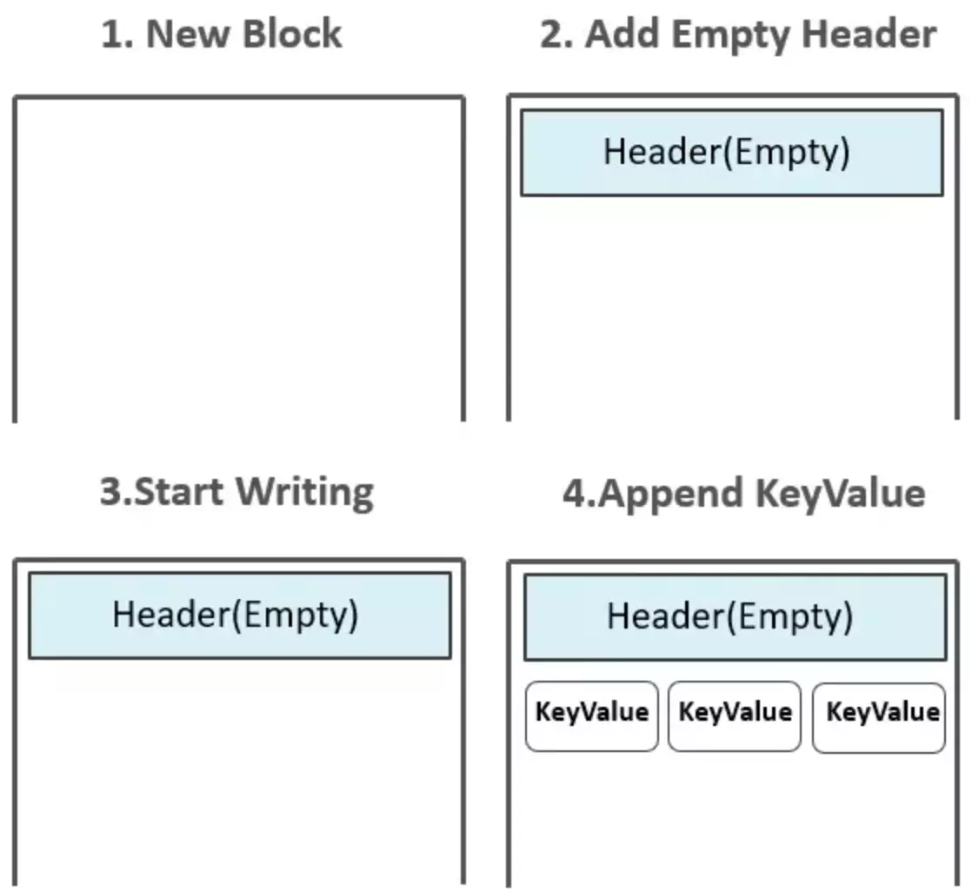 1. New Block
2. Add Empty Header
Header(Empty)
3.Start Writing
4.Append KeyValue
Header(Empty)
Header(Empty)
KeyValue KeyValue KeyValue